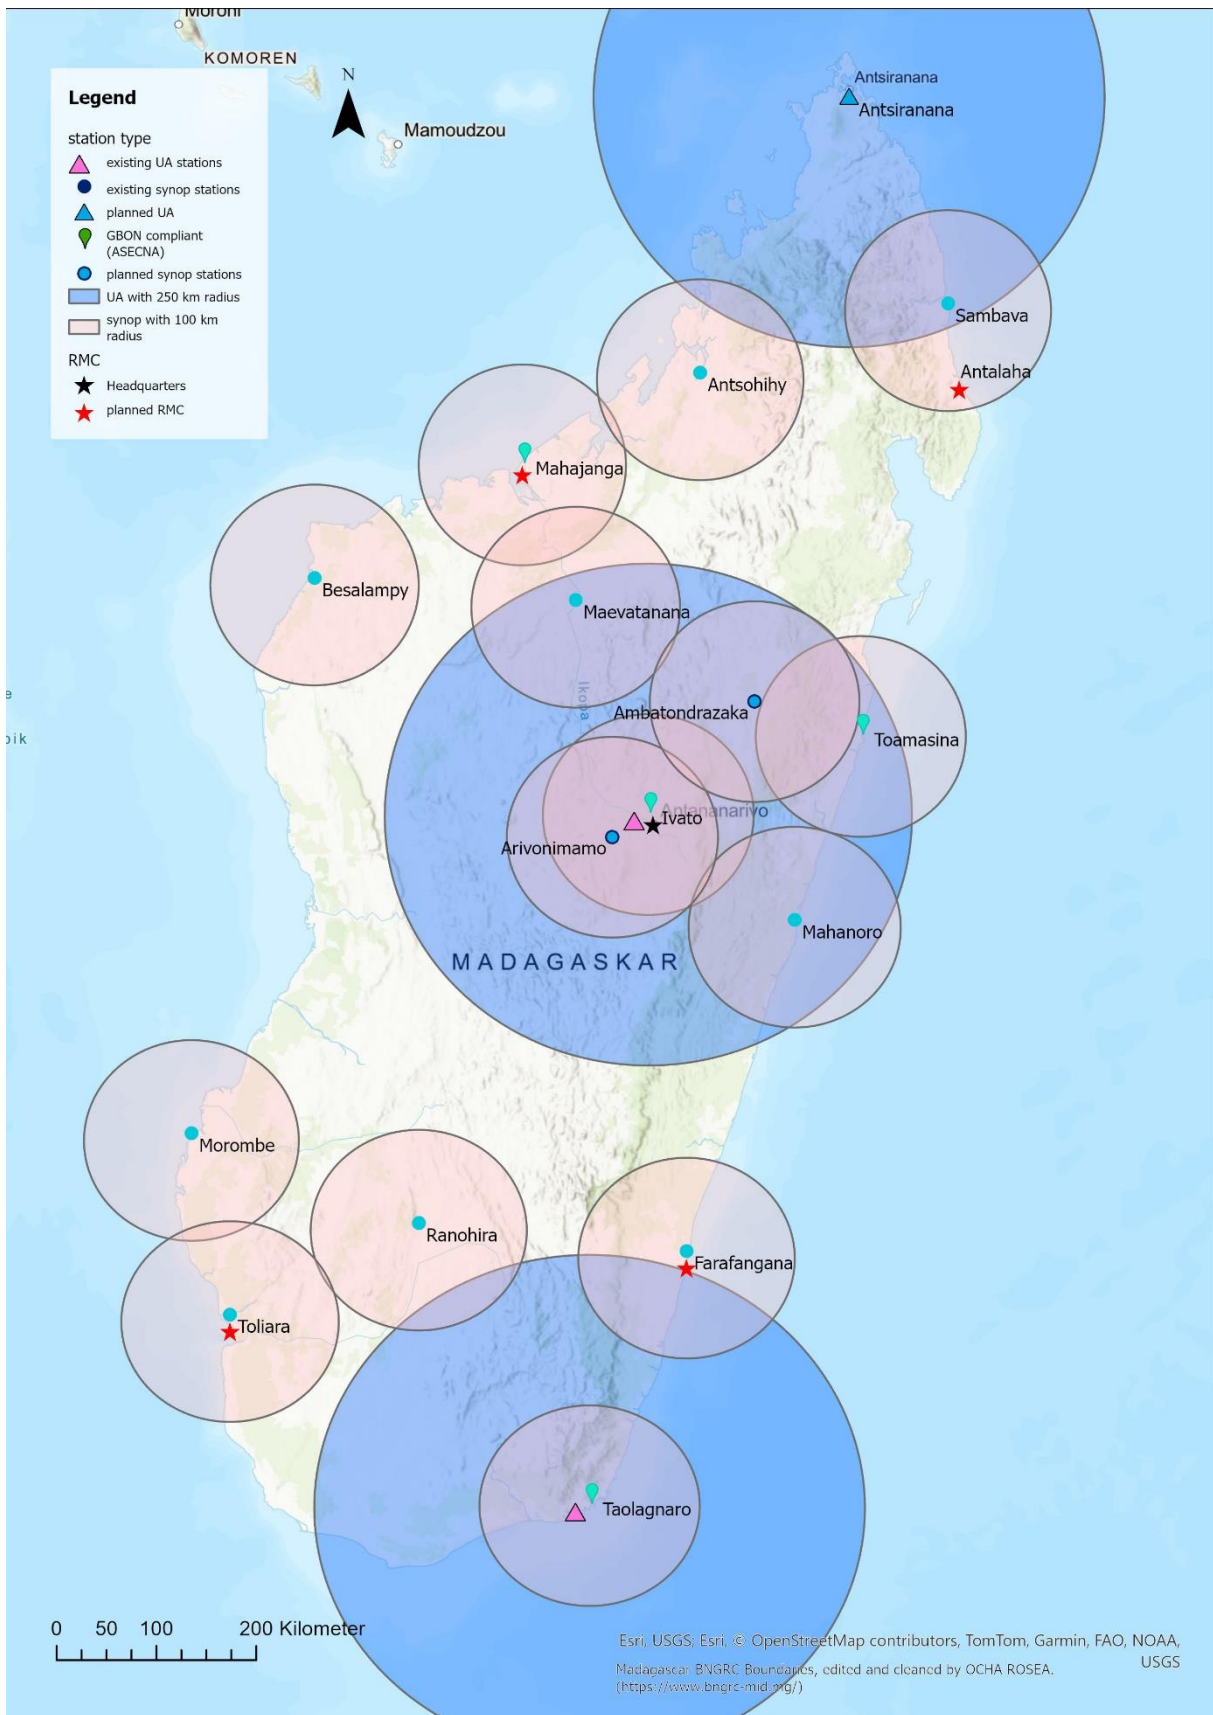 Moroni
KOMOREN
N
Mamoudzou
Legend
station type
existing UA stations
existing synop stations
planned UA
GBON compliant
(ASECNA)
planned synop stations
UA with 250 km radius
synop with 100 km
radius
RMC
Headquarters
planned RMC
Antsiranana
Antsiranana
Sambava
Antalaha
Antsohihy
Mahajanga
Besalampy
Maevatanana
Ikopa
Ambatondrazaka
Toamasina
Antananarivo
Ivato
Arivonimamo
Mahanoro
MADAGASKAR
Morombe
Ranohira
Farafangana
Toliara
Taolagnaro
0 50 100 200 Kilometer
Esri, USGS; Esri, © OpenStreetMap contributors, TomTom, Garmin, FAO, NOAA,
USGS
Madagascar BNGRC Boundaries, edited and cleaned by OCHA ROSEA.
(https://www.bngrc-mid.mg/)